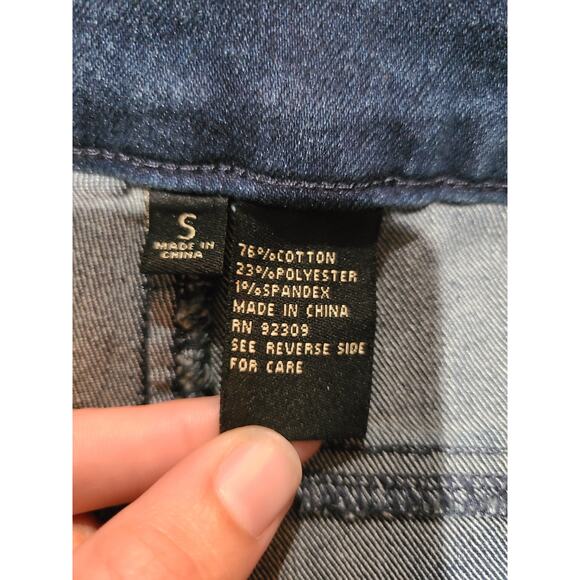 S
MADE IN
CHINA
76%COTTON
23%POLYESTER
1%SPANDEX
MADE IN CHINA
RN 92309
SEE REVERSE SIDE
FOR CARE